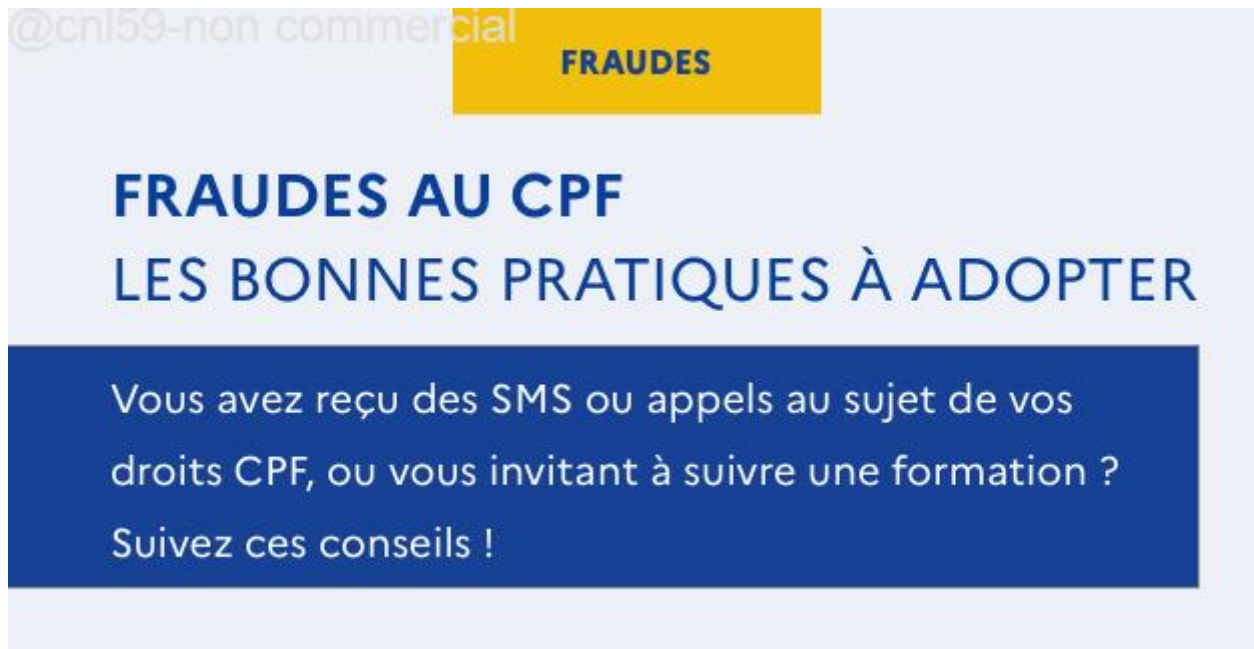 @cnl59-non commercial
FRAUDES
FRAUDES AU CPF
LES BONNES PRATIQUES À ADOPTER
Vous avez reçu des SMS ou appels au sujet de vos
droits CPF, ou vous invitant à suivre une formation ?
Suivez ces conseils !